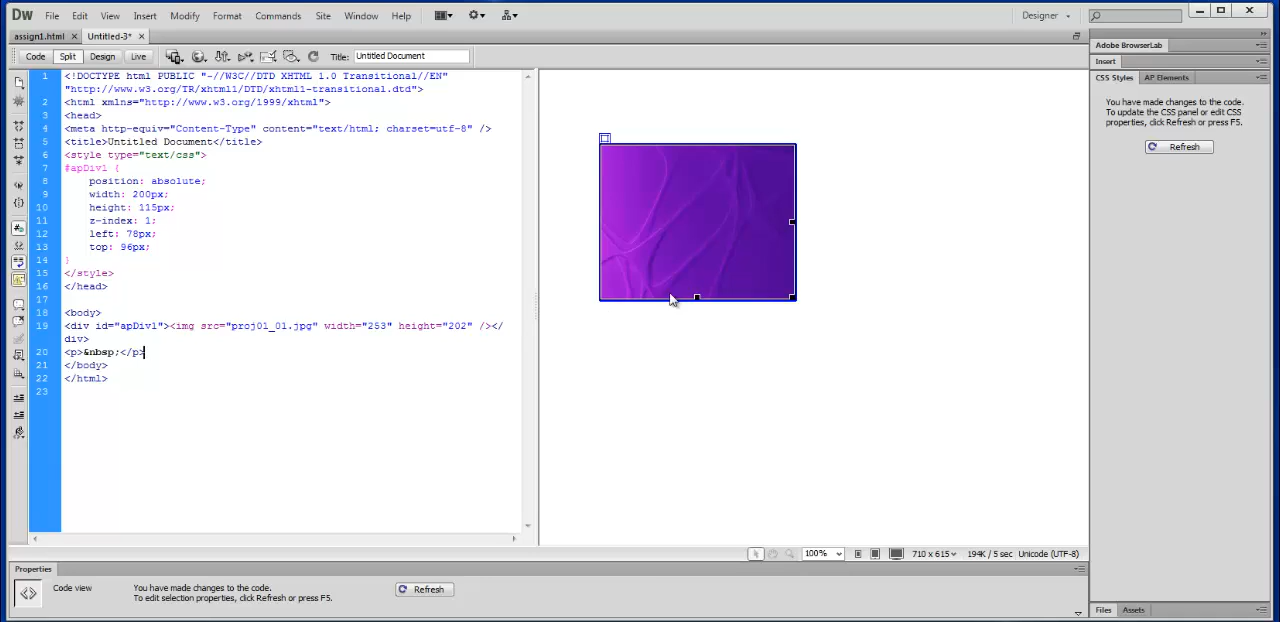 Dw File Edit View Insert Modify Format Commands Site Window Help Designer
assign1.html Untitled-3*
Code Split Design Live Title: Untitled Document
Adobe BrowserLab
Insert
CSS Styles AP Elements
You have made changes to the code.
To update the CSS panel or edit CSS
properties, click Refresh or press F5.
Refresh
1 <!DOCTYPE html PUBLIC "-//W3C//DTD XHTML 1.0 Transitional//EN"
"http://www.w3.org/TR/xhtml1/DTD/xhtml1-transitional.dtd">
2 <html xmlns="http://www.w3.org/1999/xhtml">
3 <head>
4 <meta http-equiv="Content-Type" content="text/html; charset=utf-8" />
5 <title>Untitled Document</title>
6 <style type="text/css">
7 #apDiv1 {
8 position: absolute;
9 width: 200px;
10 height: 115px;
11 z-index: 1;
12 left: 78px;
13 top: 96px;
14 }
15 </style>
16 </head>
17
18 <body>
19 <div id="apDiv1"><img src="proj01_01.jpg" width="253" height="202" /></
div>
20 <p>&nbsp;</p>
21 </body>
22 </html>
23
100% 710 x 615 194K / 5 sec Unicode (UTF-8)
Properties
Code view You have made changes to the code.
To edit selection properties, click Refresh or press F5.
Refresh
Files Assets